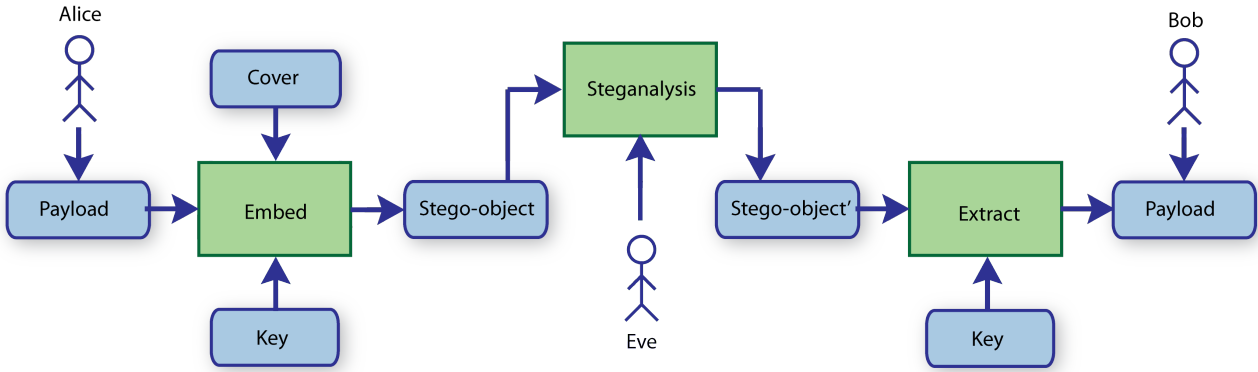 Alice
Bob
Cover
Steganalysis
Payload
Embed
Stego-object
Stego-object’
Extract
Payload
Key
Eve
Key